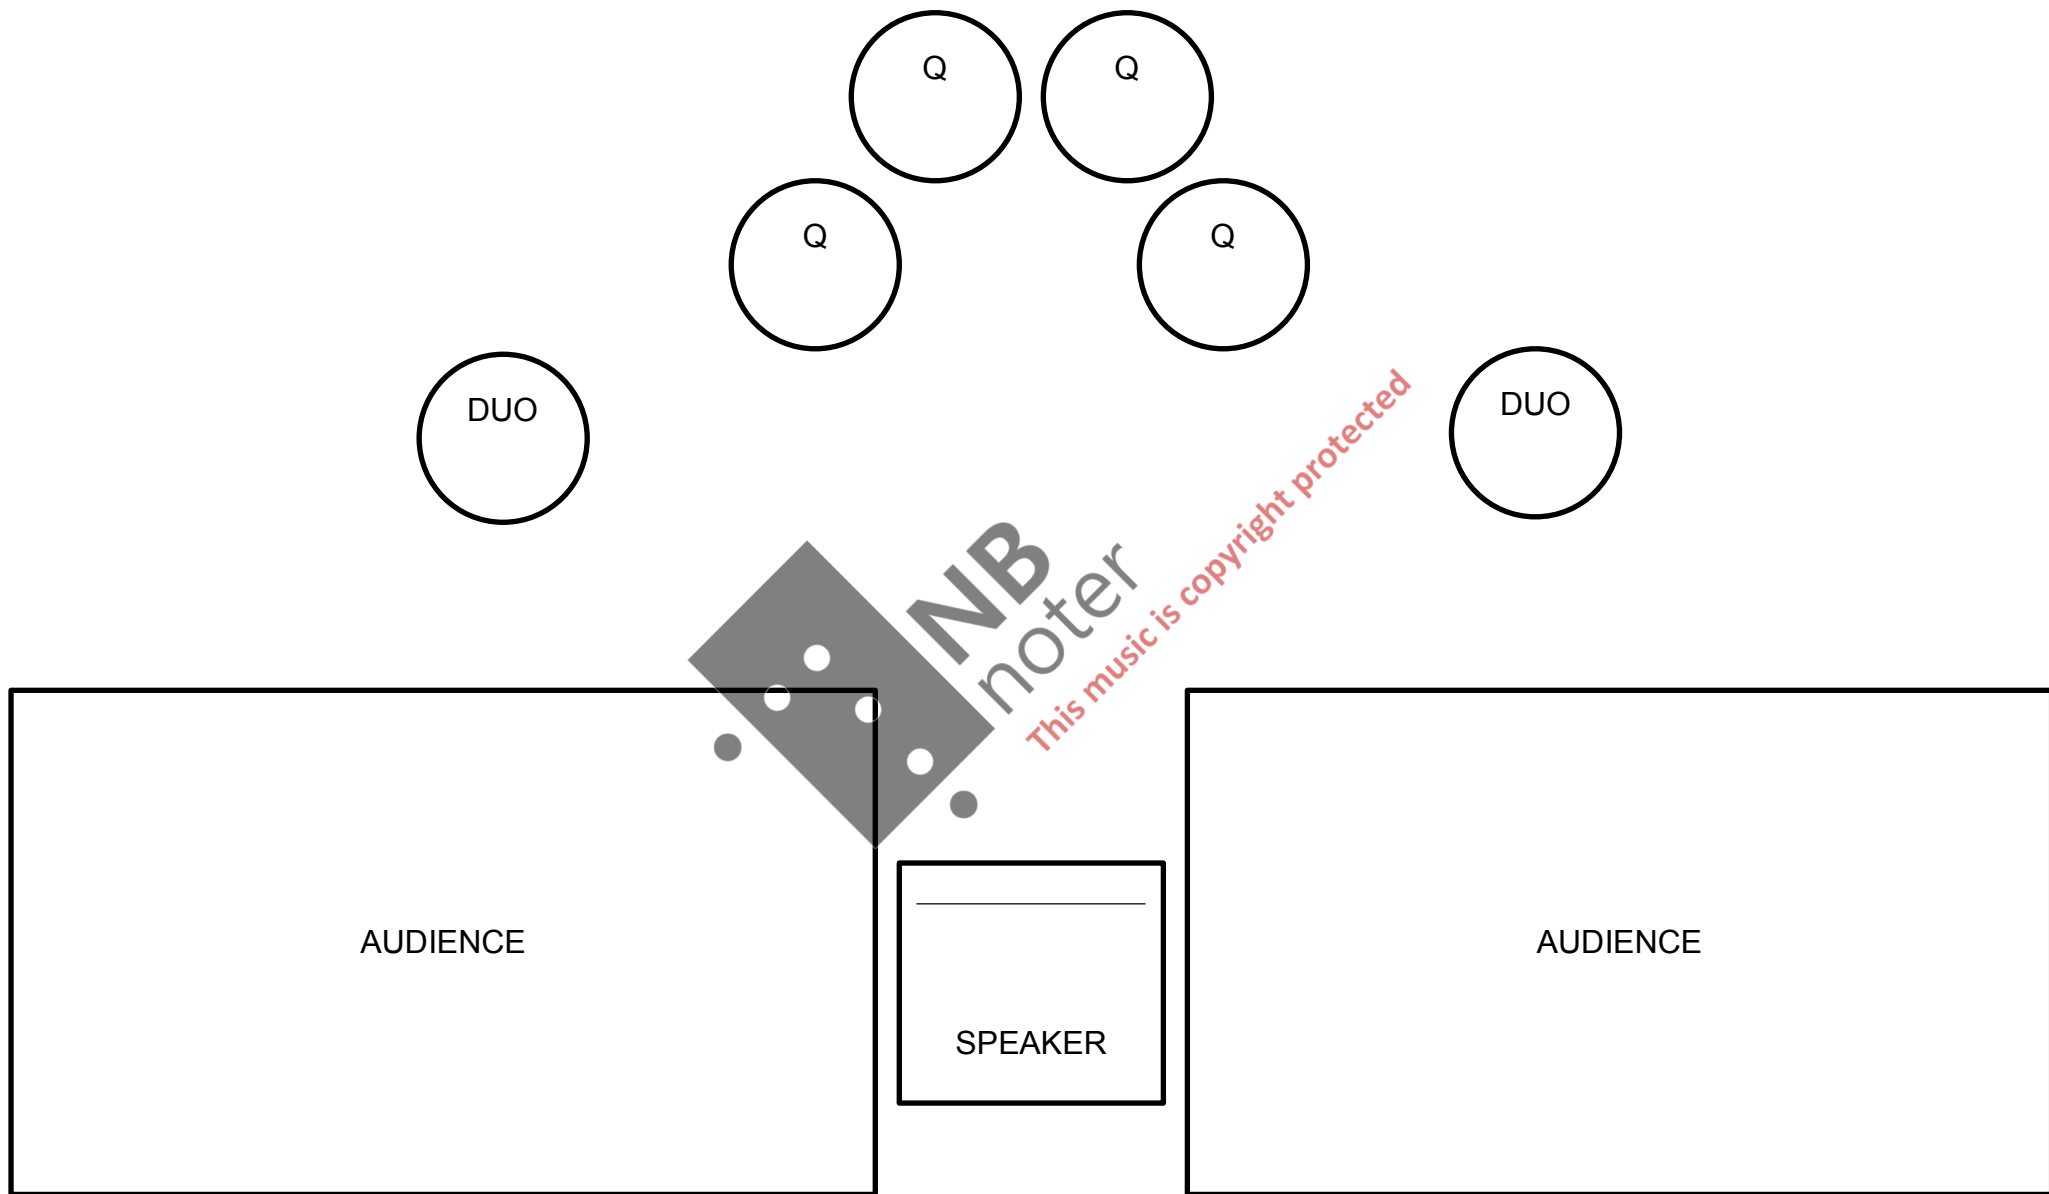 Q
Q
Q
Q
DUO
DUO
NB
noter
This music is copyright protected
AUDIENCE
AUDIENCE
SPEAKER